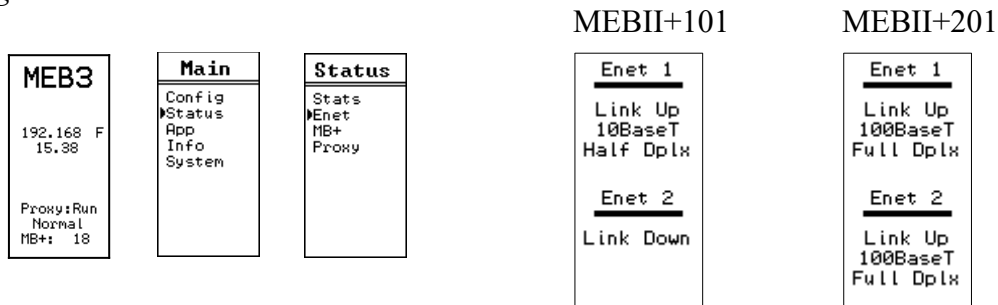 MEBII+101
MEBII+201
MEB3
192.168 F
15.38
Proxy:Run
Normal
MB+: 18
Main
Config
Status
App
Info
System
Status
Stats
Enet
MB+
Proxy
Enet 1
Link Up
10BaseT
Half Dplx
Enet 2
Link Down
Enet 1
Link Up
100BaseT
Full Dplx
Enet 2
Link Up
100BaseT
Full Dplx